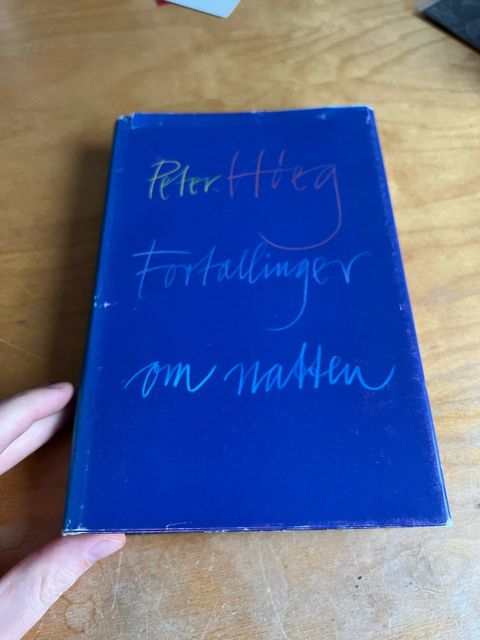 Peter Høeg
Fortællinger
om natten